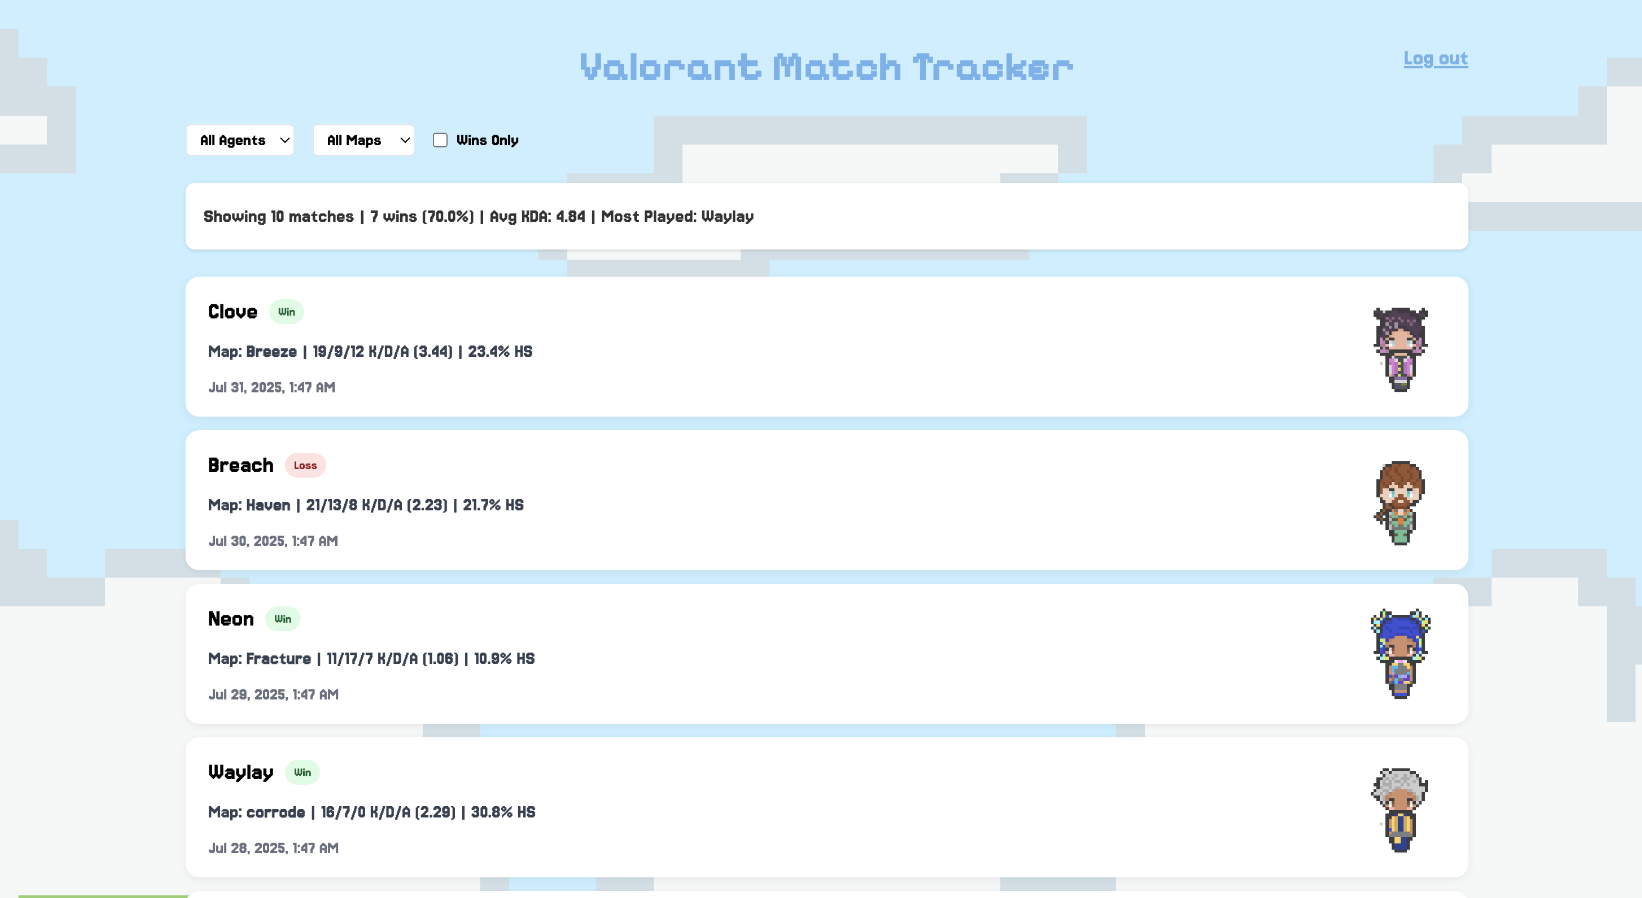 Valorant Match Tracker
Log out
All Agents
All Maps
Wins Only
Showing 10 matches | 7 wins (70.0%) | Avg KDA: 4.84 | Most Played: Waylay
Clove Win
Map: Breeze | 19/9/12 K/D/A (3.44) | 23.4% HS
Jul 31, 2025, 1:47 AM
Breach Loss
Map: Haven | 21/13/8 K/D/A (2.23) | 21.7% HS
Jul 30, 2025, 1:47 AM
Neon Win
Map: Fracture | 11/17/7 K/D/A (1.06) | 10.9% HS
Jul 29, 2025, 1:47 AM
Waylay Win
Map: corrode | 16/7/0 K/D/A (2.29) | 30.8% HS
Jul 28, 2025, 1:47 AM